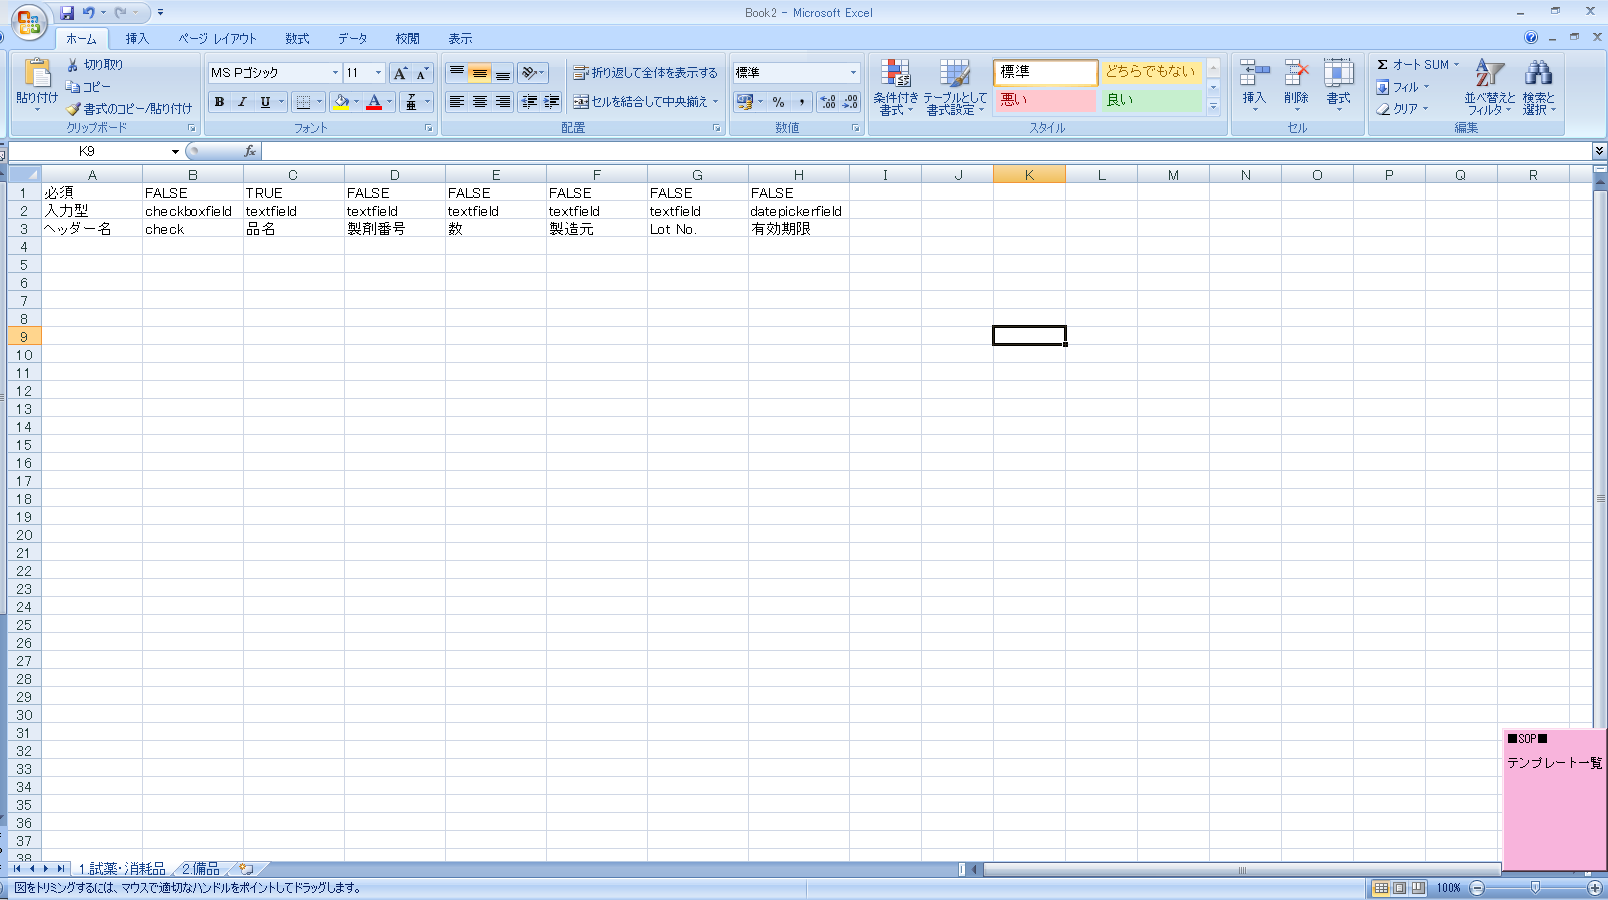 Book2 - Microsoft Excel
ホーム 挿入 ページ レイアウト 数式 データ 校閲 表示
貼り付け
切り取り
コピー
書式のコピー/貼り付け
クリップボード
MS Pゴシック 11
B I U
フォント
折り返して全体を表示する
セルを結合して中央揃え
配置
標準
%
数値
条件付き書式
テーブルとして書式設定
標準 どちらでもない
悪い 良い
スタイル
挿入 削除 書式
セル
Σ オート SUM
フィル
クリア
並べ替えとフィルタ
検索と選択
編集
K9 fx
A B C D E F G H I J K L M N O P Q R
1 必須 FALSE TRUE FALSE FALSE FALSE FALSE FALSE
2 入力型 checkboxfield textfield textfield textfield textfield textfield datepickerfield
3 ヘッダー名 check 品名 製剤番号 数 製造元 Lot No. 有効期限
4
5
6
7
8
9
10
11
12
13
14
15
16
17
18
19
20
21
22
23
24
25
26
27
28
29
30
31
32
33
34
35
36
37
38
■SOP■
テンプレート一覧
1.試薬・消耗品 2.備品
図をトリミングするには、マウスで適切なハンドルをポイントしてドラッグします。
100%